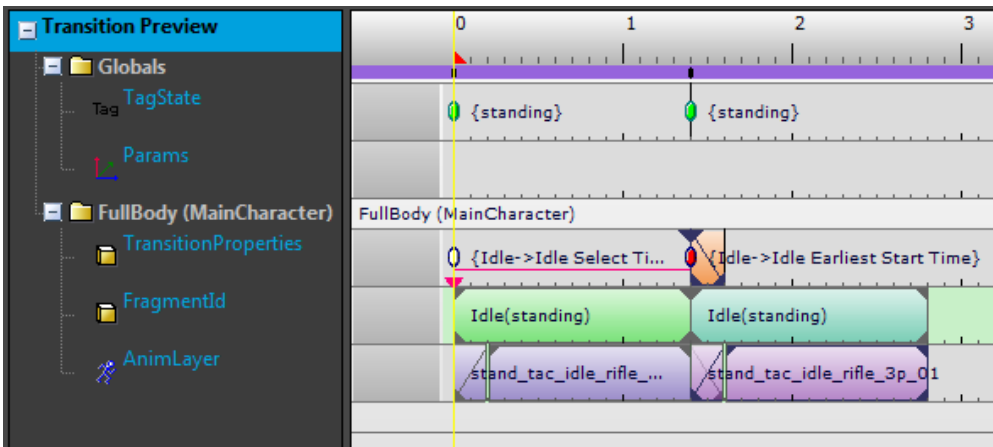 Transition Preview
0 1 2 3
Globals
Tag TagState
{standing} {standing}
Params
FullBody (MainCharacter)
FullBody (MainCharacter)
TransitionProperties
{Idle->Idle Select Ti... {Idle->Idle Earliest Start Time}
FragmentId
Idle(standing) Idle(standing)
AnimLayer
stand_tac_idle_rifle_... stand_tac_idle_rifle_3p_01